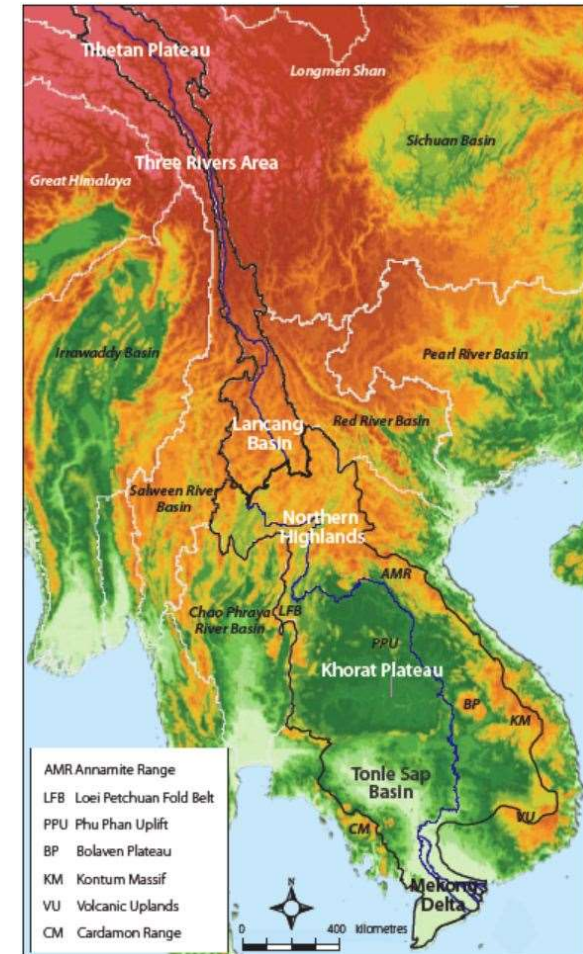 Tibetan Plateau
Longmen Shan
Sichuan Basin
Three Rivers Area
Great Himalaya
Irrawaddy Basin
Pearl River Basin
Red River Basin
Lancang
Basin
Salween River
Basin
Northern
Highlands
AMR
Chao Phraya
River Basin
LFB
PPU
Khorat Plateau
BP
KM
Tonle Sap
Basin
VU
CM
Mekong
Delta
AMR Annamite Range
LFB Loei Petchuan Fold Belt
PPU Phu Phan Uplift
BP Bolaven Plateau
KM Kontum Massif
VU Volcanic Uplands
CM Cardamon Range
N
0 400 kilometres